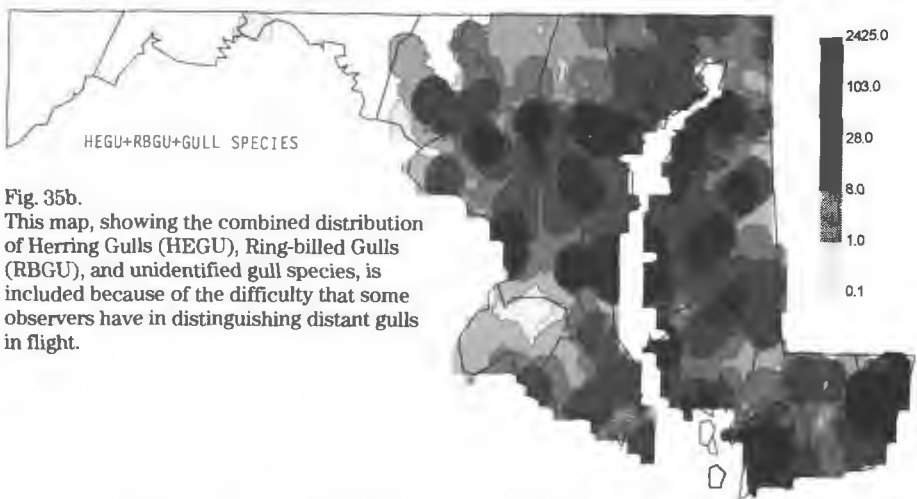 HEGU+RBGU+GULL SPECIES
Fig. 35b.
This map, showing the combined distribution
of Herring Gulls (HEGU), Ring-billed Gulls
(RBGU), and unidentified gull species, is
included because of the difficulty that some
observers have in distinguishing distant gulls
in flight.
2425.0
103.0
28.0
8.0
1.0
0.1